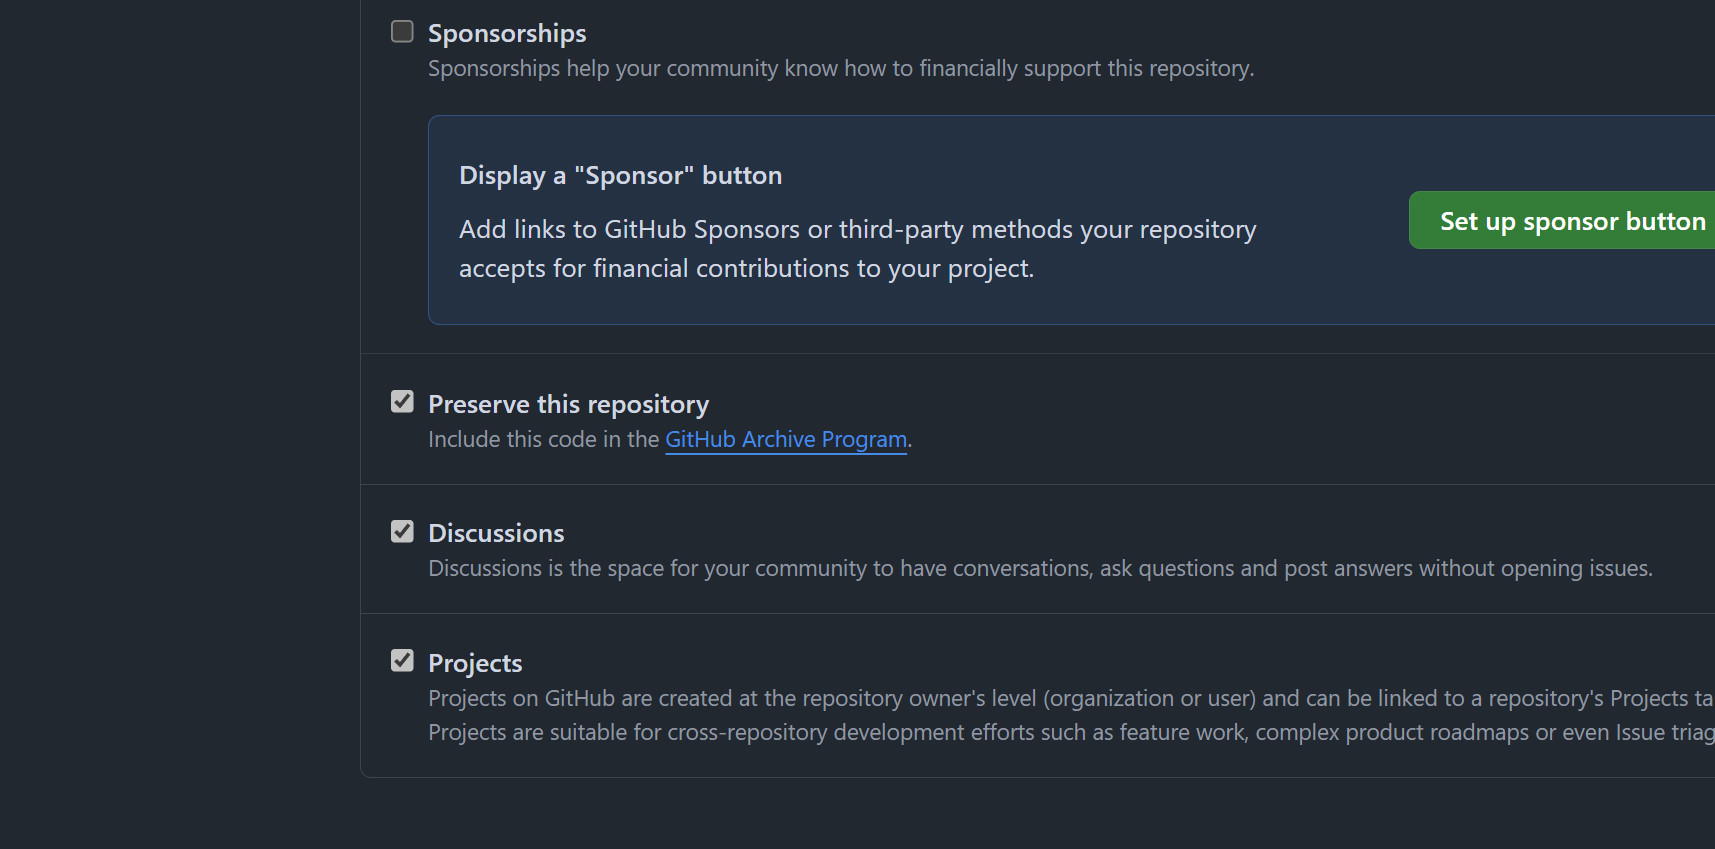 Sponsorships
Sponsorships help your community know how to financially support this repository.
Display a "Sponsor" button
Add links to GitHub Sponsors or third-party methods your repository
accepts for financial contributions to your project.
Set up sponsor button
Preserve this repository
Include this code in the GitHub Archive Program.
Discussions
Discussions is the space for your community to have conversations, ask questions and post answers without opening issues.
Projects
Projects on GitHub are created at the repository owner's level (organization or user) and can be linked to a repository's Projects ta
Projects are suitable for cross-repository development efforts such as feature work, complex product roadmaps or even Issue triag